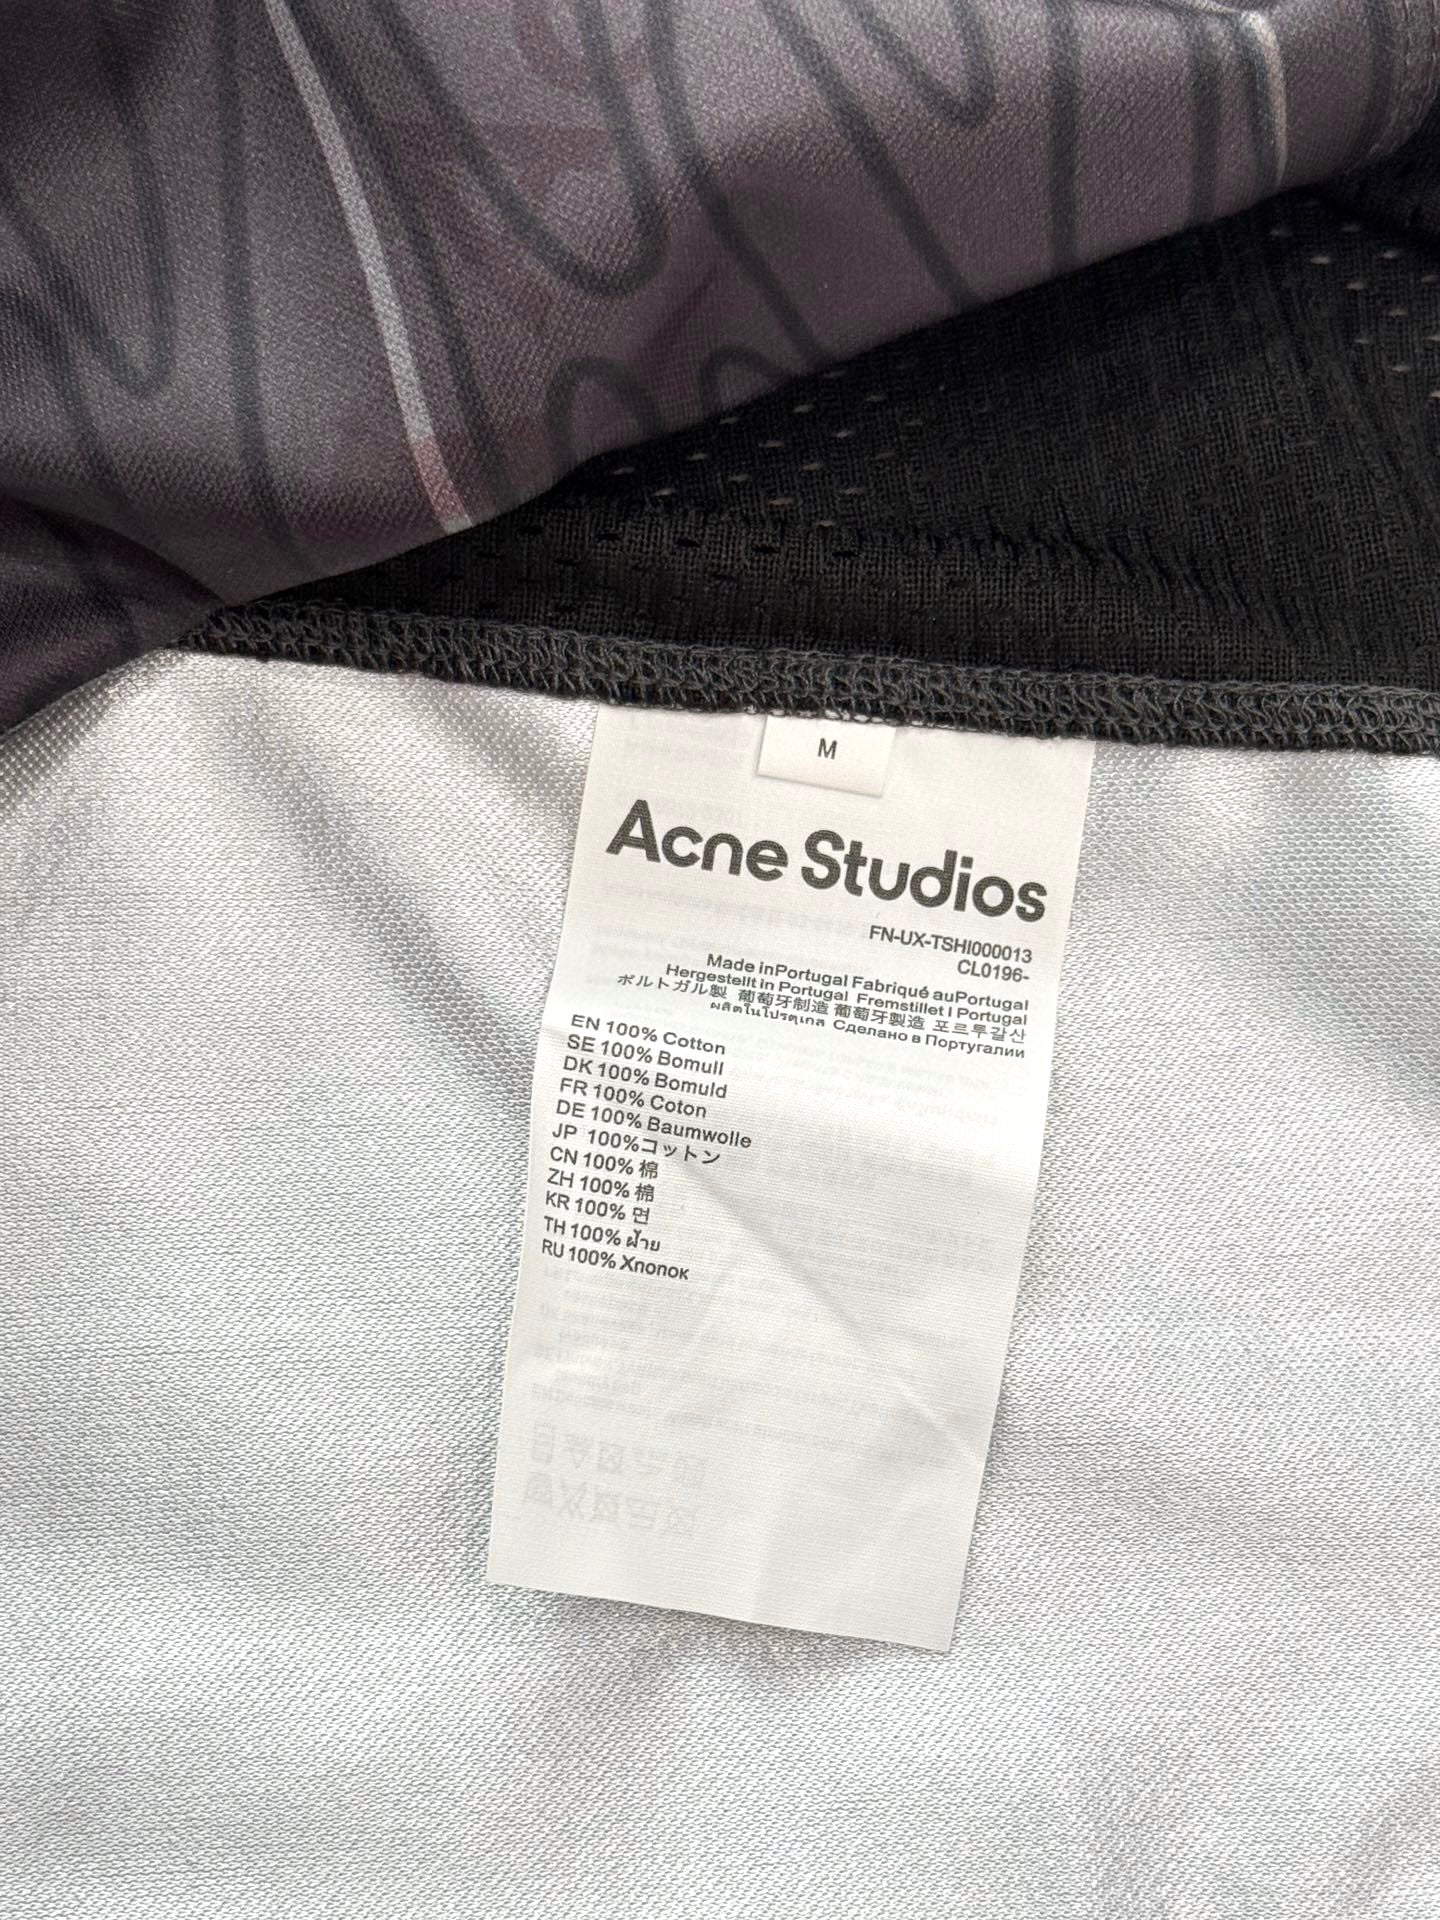 M
Acne Studios
FN-UX-TSHI000013
CL0196-
Made inPortugal Fabriqué auPortugal
Hergestellt in Portugal Fremstillet I Portugal
ポルトガル製 葡萄牙制造 葡萄牙製造 포르투갈산
ผลิตในโปรตุเกส Сделано в Португалии
EN 100% Cotton
SE 100% Bomull
DK 100% Bomuld
FR 100% Coton
DE 100% Baumwolle
JP 100%コットン
CN 100% 棉
ZH 100% 棉
KR 100% 면
TH 100% ฝ้าย
RU 100% Хлопок